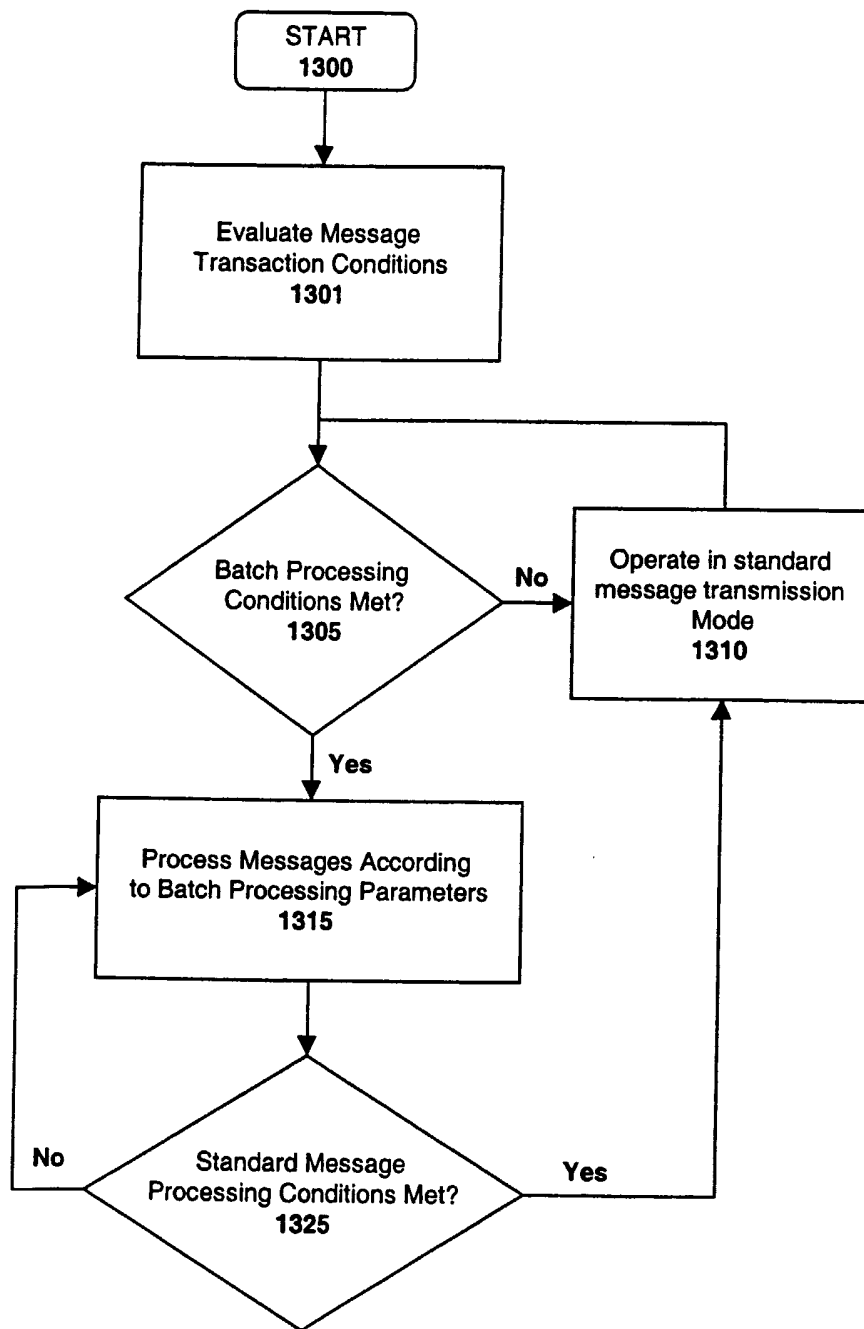 START
1300
Evaluate Message
Transaction Conditions
1301
Batch Processing
Conditions Met?
1305
No
Operate in standard
message transmission
Mode
1310
Yes
Process Messages According
to Batch Processing Parameters
1315
No
Standard Message
Processing Conditions Met?
1325
Yes